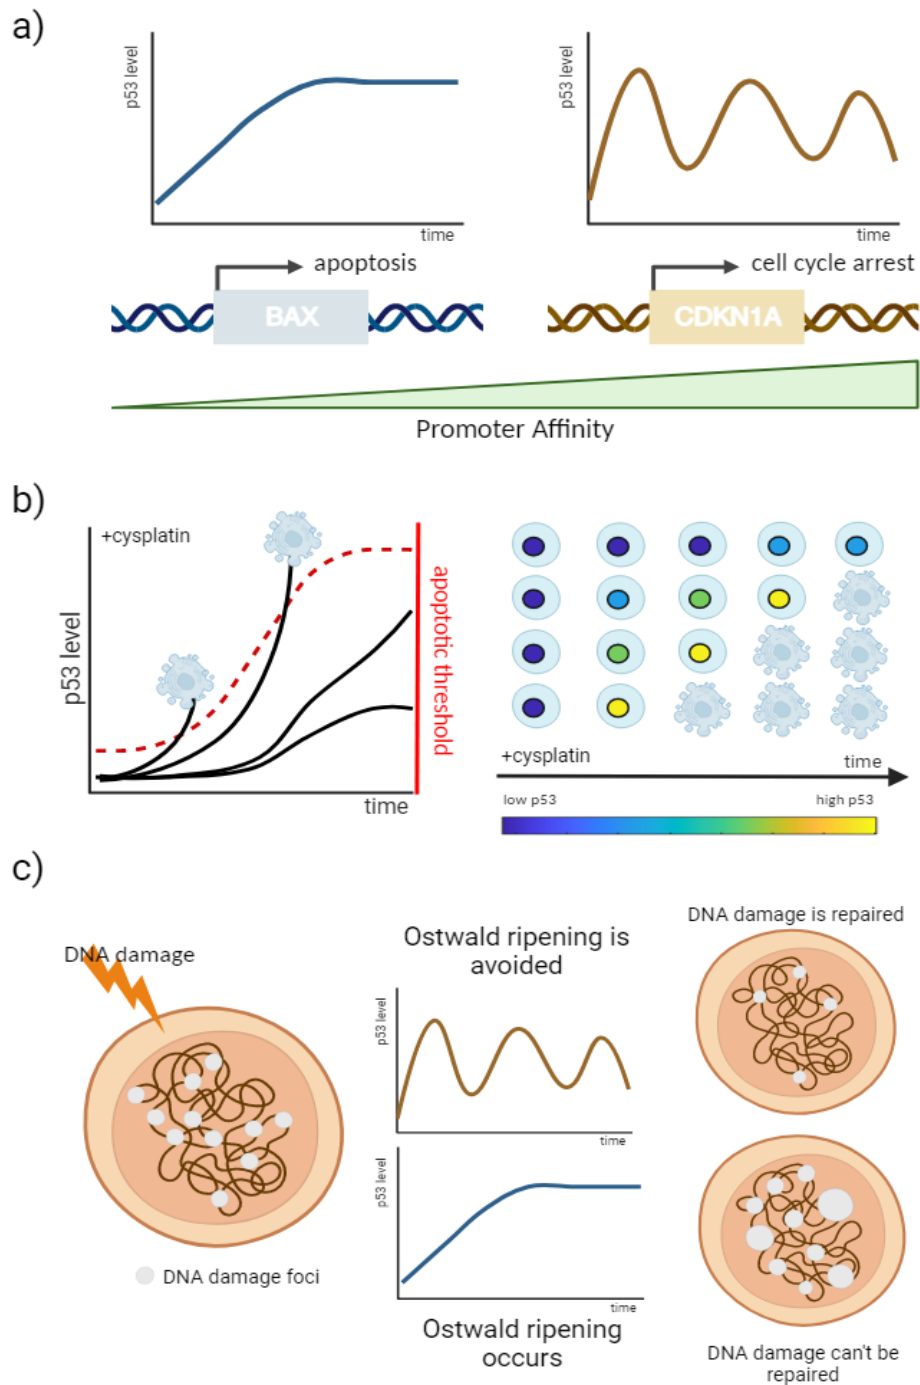 a)
p53 level
time
p53 level
time
apoptosis
cell cycle arrest
BAX
CDKN1A
Promoter Affinity
b)
+cysplatin
p53 level
time
apoptotic threshold
+cysplatin
time
low p53
high p53
c)
DNA damage
DNA damage foci
Ostwald ripening is
avoided
p53 level
time
p53 level
time
Ostwald ripening
occurs
DNA damage is repaired
DNA damage can't be
repaired